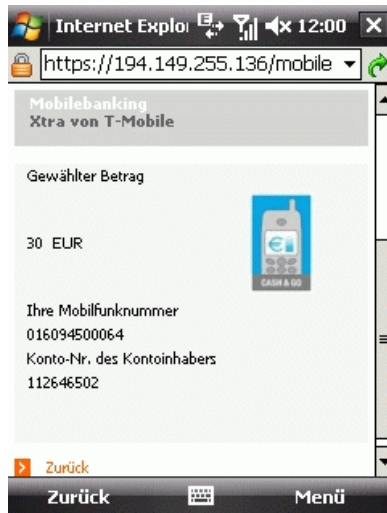 Internet Explo 12:00 X
https://194.149.255.136/mobile
Mobilebanking
Xtra von T-Mobile
Gewählter Betrag
30 EUR
CASH & GO
Ihre Mobilfunknummer
016094500064
Konto-Nr. des Kontoinhabers
112646502
Zurück
Zurück Menü